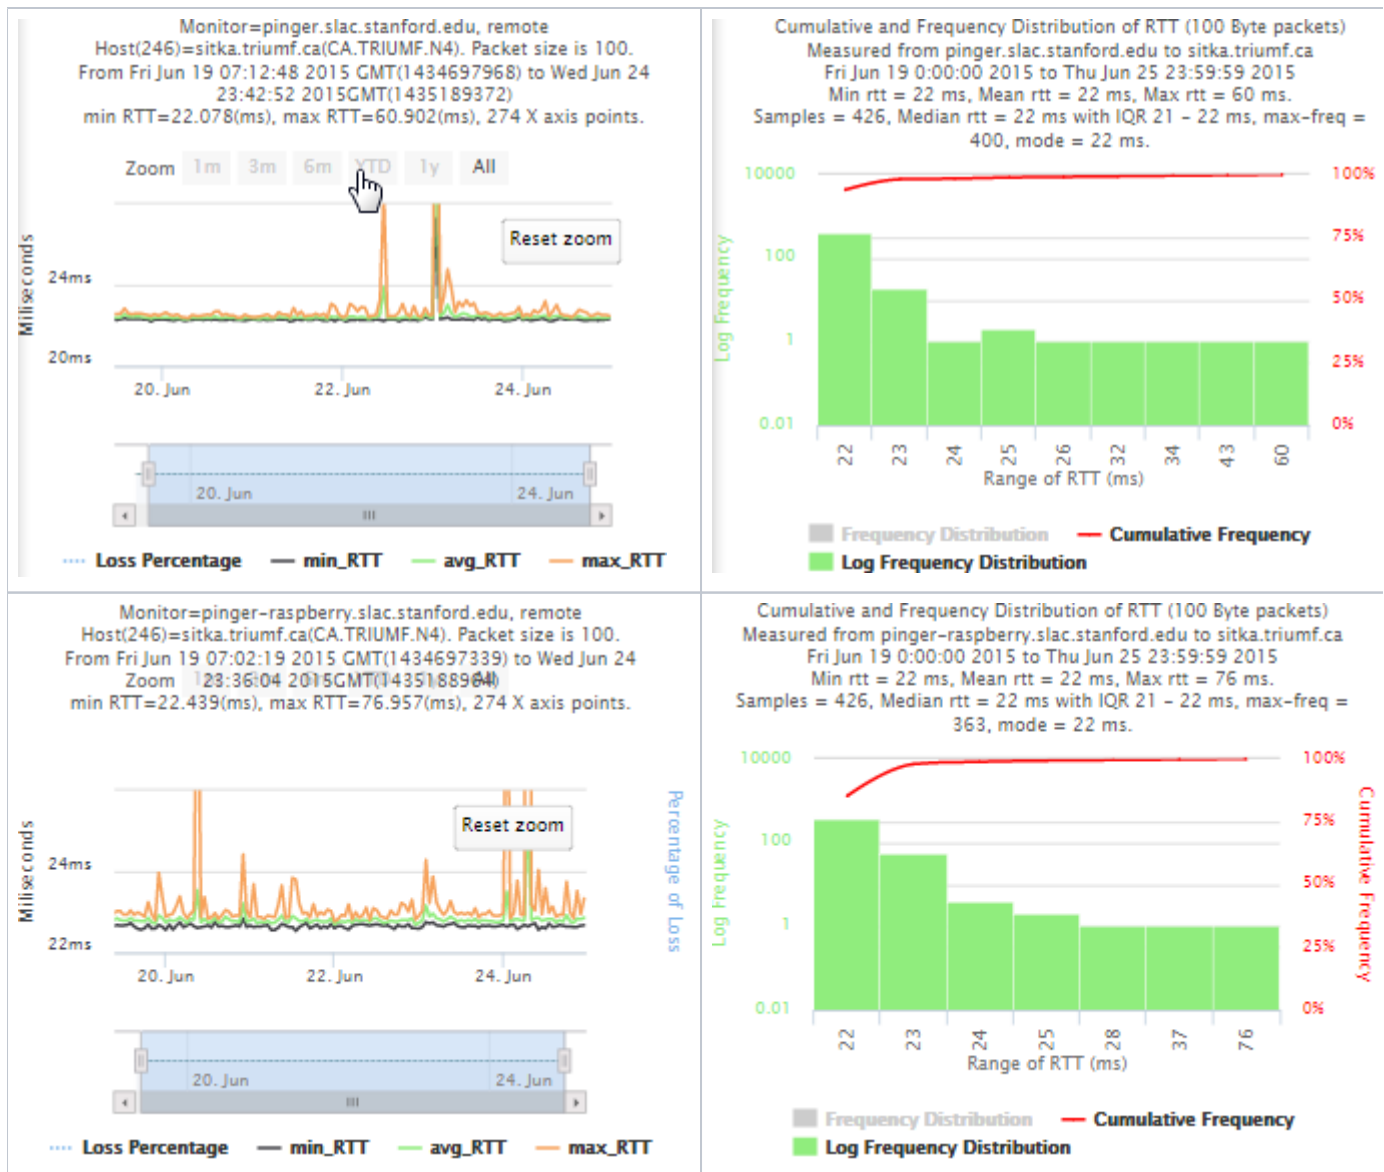 Monitor=pinger.slac.stanford.edu, remote
Host(246)=sitka.triumf.ca(CA.TRIUMF.N4). Packet size is 100.
From Fri Jun 19 07:12:48 2015 GMT(1434697968) to Wed Jun 24
23:42:52 2015GMT(1435189372)
min RTT=22.078(ms), max RTT=60.902(ms), 274 X axis points.
Zoom 1m 3m 6m YTD 1y All
Reset zoom
Miliseconds
24ms
20ms
20. Jun 22. Jun 24. Jun
20. Jun 24. Jun
Loss Percentage min_RTT avg_RTT max_RTT
Cumulative and Frequency Distribution of RTT (100 Byte packets)
Measured from pinger.slac.stanford.edu to sitka.triumf.ca
Fri Jun 19 0:00:00 2015 to Thu Jun 25 23:59:59 2015
Min rtt = 22 ms, Mean rtt = 22 ms, Max rtt = 60 ms.
Samples = 426, Median rtt = 22 ms with IQR 21 - 22 ms, max-freq =
400, mode = 22 ms.
10000
100
1
0.01
Log Frequency
100%
75%
50%
25%
0%
22 23 24 25 26 32 34 43 60
Range of RTT (ms)
Frequency Distribution Cumulative Frequency
Log Frequency Distribution
Monitor=pinger-raspberry.slac.stanford.edu, remote
Host(246)=sitka.triumf.ca(CA.TRIUMF.N4). Packet size is 100.
From Fri Jun 19 07:02:19 2015 GMT(1434697339) to Wed Jun 24
Zoom 23:36:04 2015GMT(1435188964) All
min RTT=22.439(ms), max RTT=76.957(ms), 274 X axis points.
Reset zoom
Miliseconds
24ms
22ms
Percentage of Loss
20. Jun 22. Jun 24. Jun
20. Jun 24. Jun
Loss Percentage min_RTT avg_RTT max_RTT
Cumulative and Frequency Distribution of RTT (100 Byte packets)
Measured from pinger-raspberry.slac.stanford.edu to sitka.triumf.ca
Fri Jun 19 0:00:00 2015 to Thu Jun 25 23:59:59 2015
Min rtt = 22 ms, Mean rtt = 22 ms, Max rtt = 76 ms.
Samples = 426, Median rtt = 22 ms with IQR 21 - 22 ms, max-freq =
363, mode = 22 ms.
10000
100
1
0.01
Log Frequency
100%
75%
50%
25%
0%
Cumulative Frequency
22 23 24 25 28 37 76
Range of RTT (ms)
Frequency Distribution Cumulative Frequency
Log Frequency Distribution